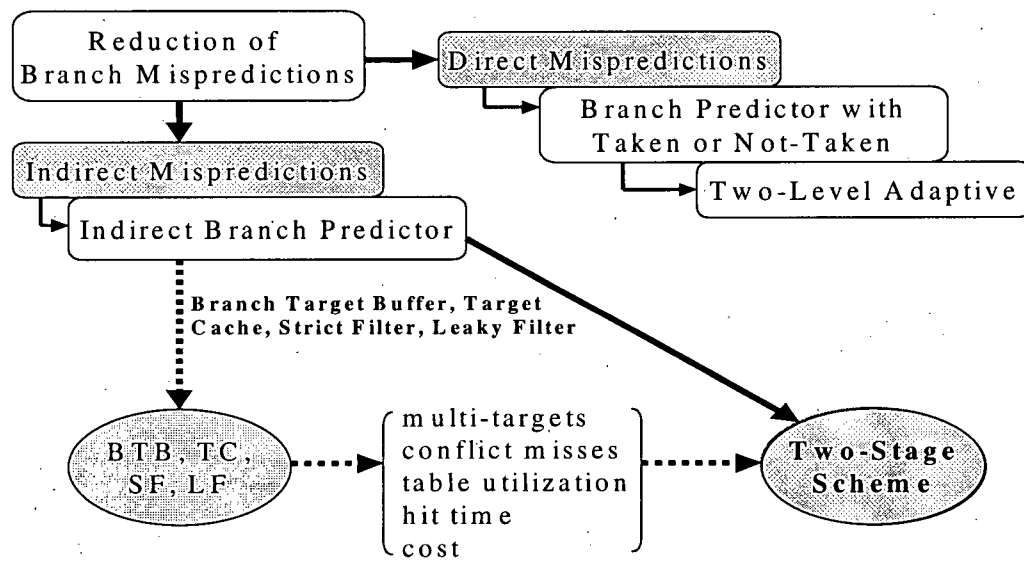 Reduction of
Branch Mispredictions
Direct Mispredictions
Branch Predictor with
Taken or Not-Taken
Two-Level Adaptive
Indirect Mispredictions
Indirect Branch Predictor
Branch Target Buffer, Target
Cache, Strict Filter, Leaky Filter
BTB, TC,
SF, LF
multi-targets
conflict misses
table utilization
hit time
cost
Two-Stage
Scheme